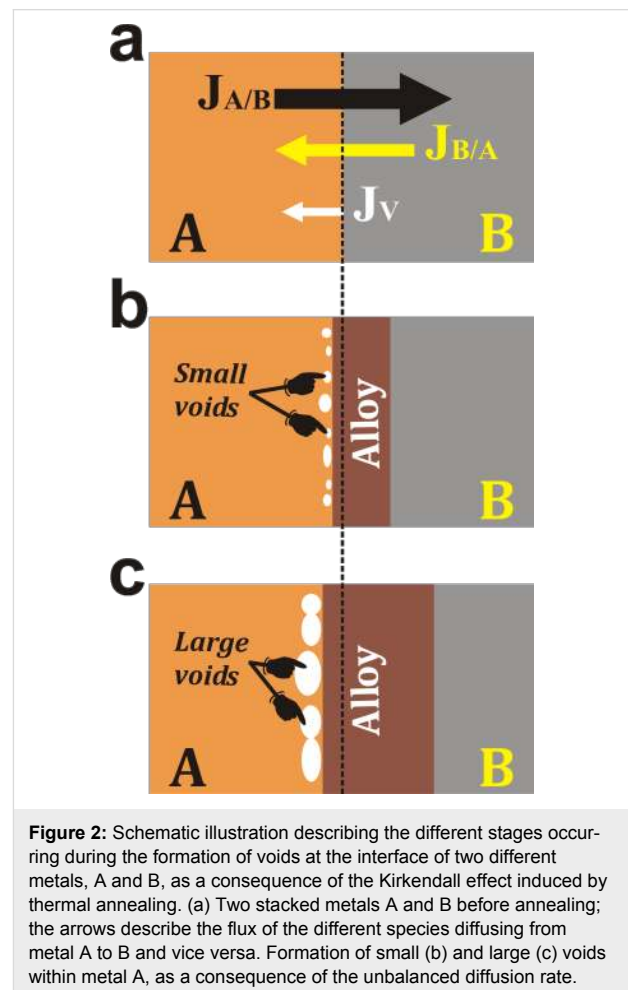 a
J A/B
J B/A
J V
A
B
b
Small
voids
Alloy
A
B
c
Large
voids
Alloy
A
B
Figure 2: Schematic illustration describing the different stages occur-
ring during the formation of voids at the interface of two different
metals, A and B, as a consequence of the Kirkendall effect induced by
thermal annealing. (a) Two stacked metals A and B before annealing;
the arrows describe the flux of the different species diffusing from
metal A to B and vice versa. Formation of small (b) and large (c) voids
within metal A, as a consequence of the unbalanced diffusion rate.